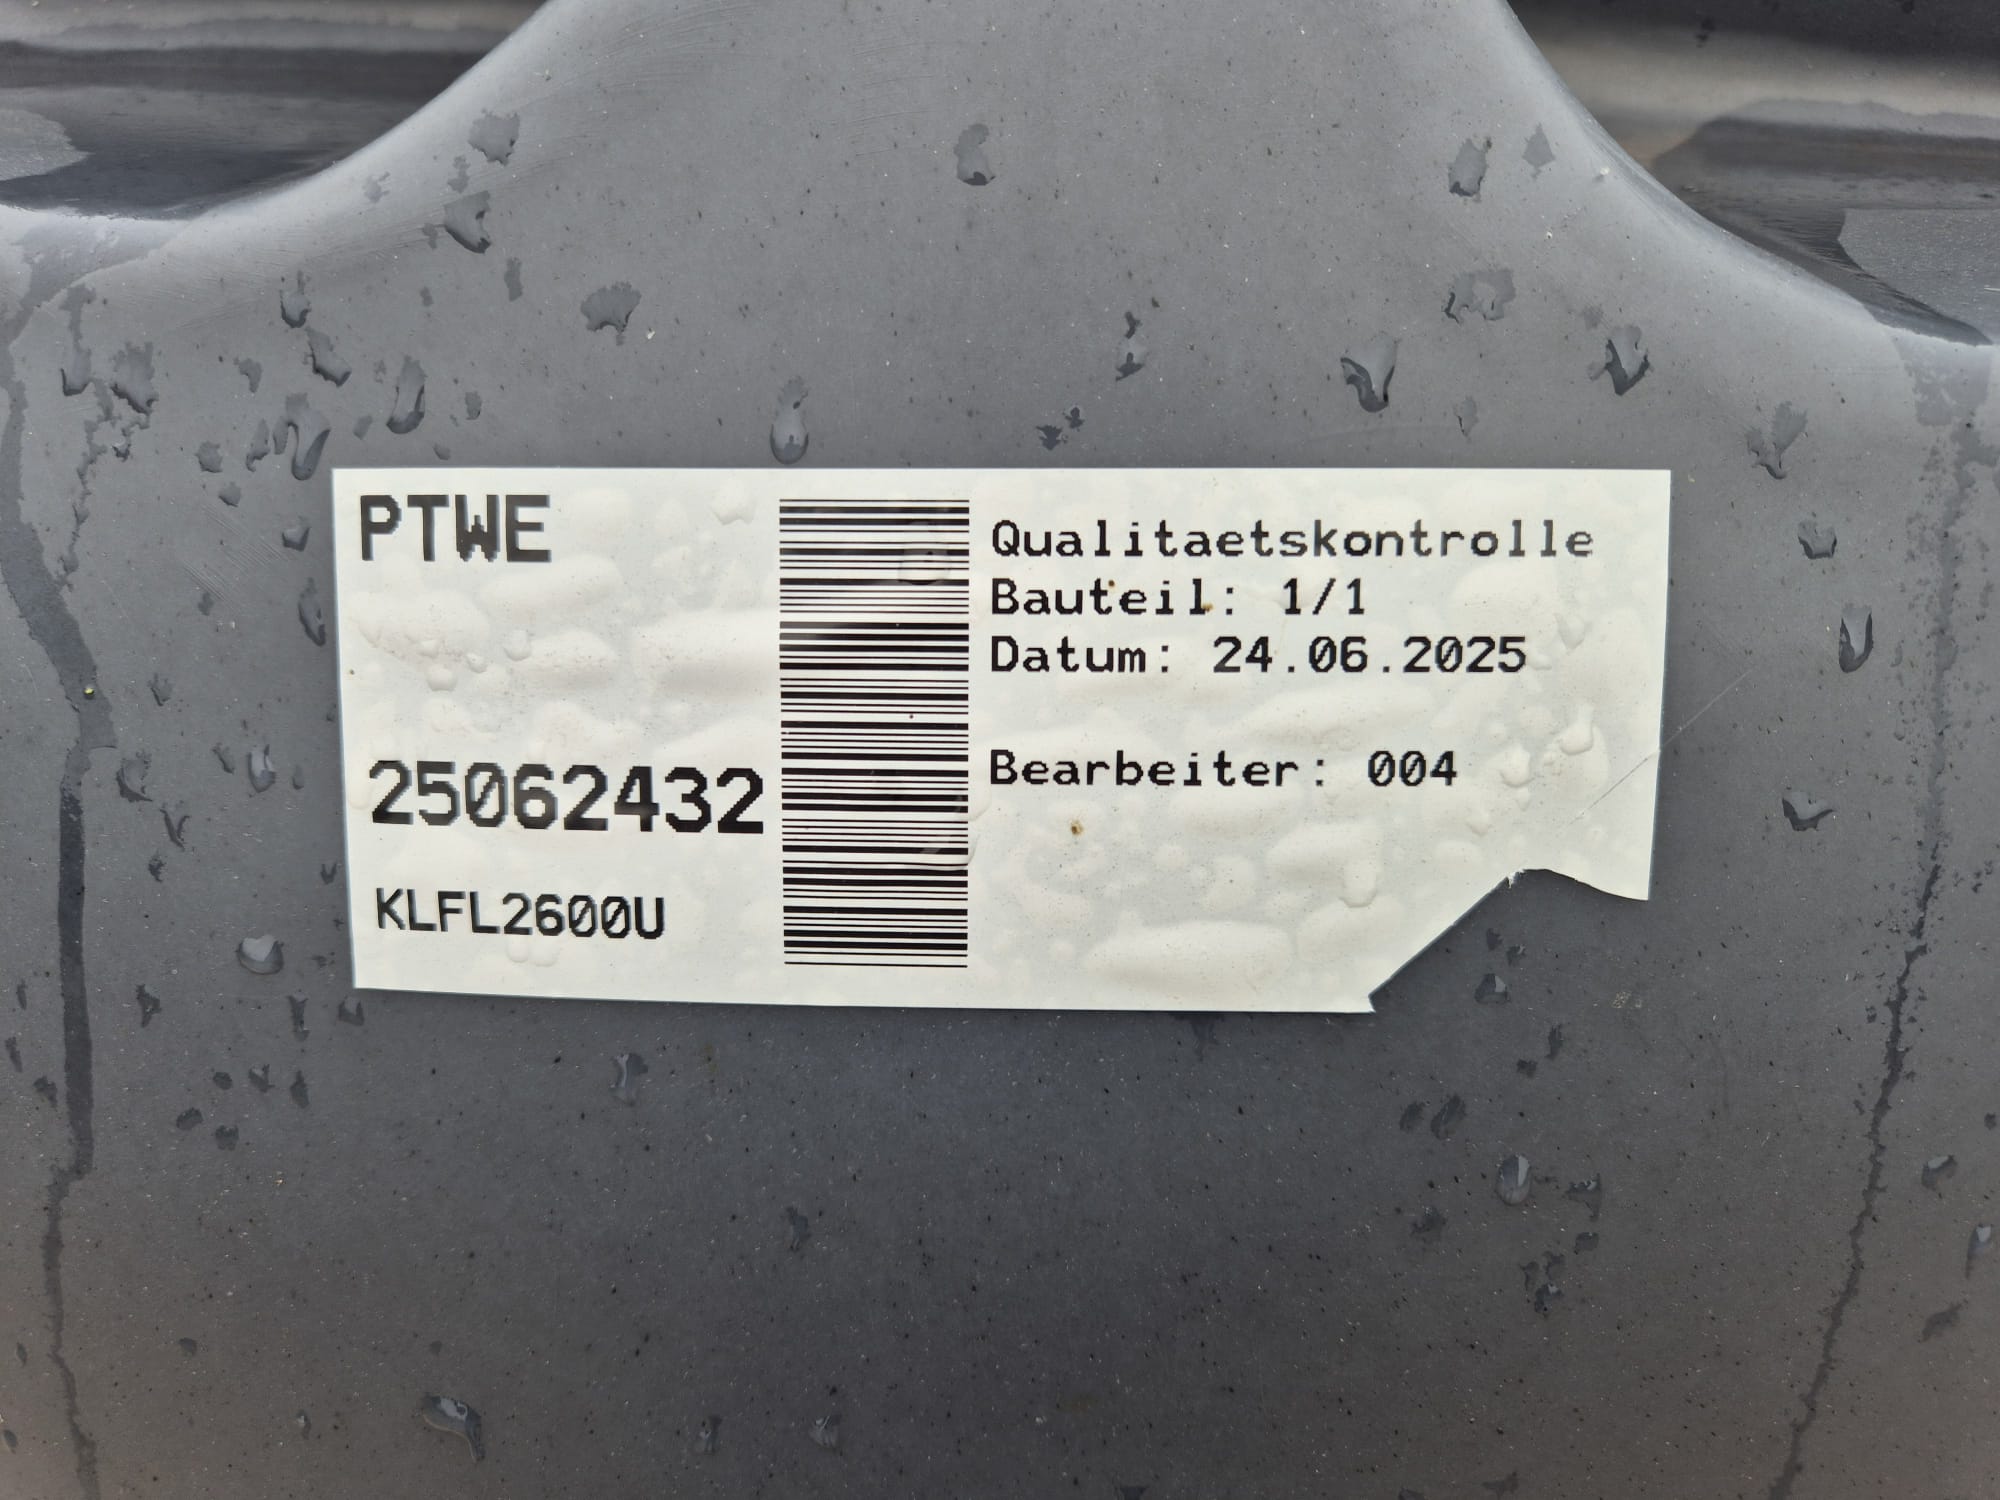 PTWE
25062432
KLFL2600U
Qualitaetskontrolle
Bauteil: 1/1
Datum: 24.06.2025
Bearbeiter: 004